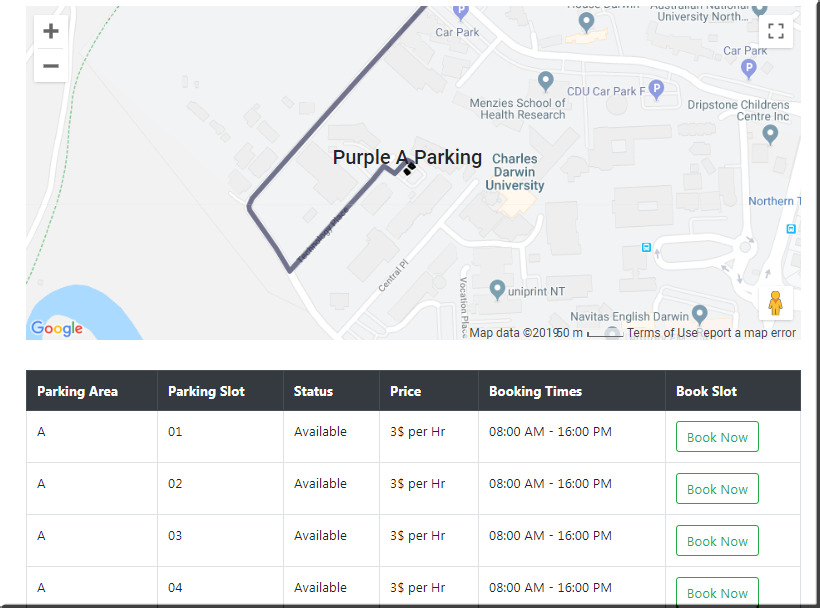 House Darwin
Australian National
University North...
Car Park
Car Park
CDU Car Park F
Menzies School of
Health Research
Dripstone Childrens
Centre Inc
Purple A Parking
Charles
Darwin
University
Northern T
Technology Place
Central Pl
Vocation Place
uniprint NT
Navitas English Darwin
Google
Map data ©2019 50 m Terms of Use Report a map error
Parking Area Parking Slot Status Price Booking Times Book Slot
A 01 Available 3$ per Hr 08:00 AM - 16:00 PM Book Now
A 02 Available 3$ per Hr 08:00 AM - 16:00 PM Book Now
A 03 Available 3$ per Hr 08:00 AM - 16:00 PM Book Now
A 04 Available 3$ per Hr 08:00 AM - 16:00 PM Book Now